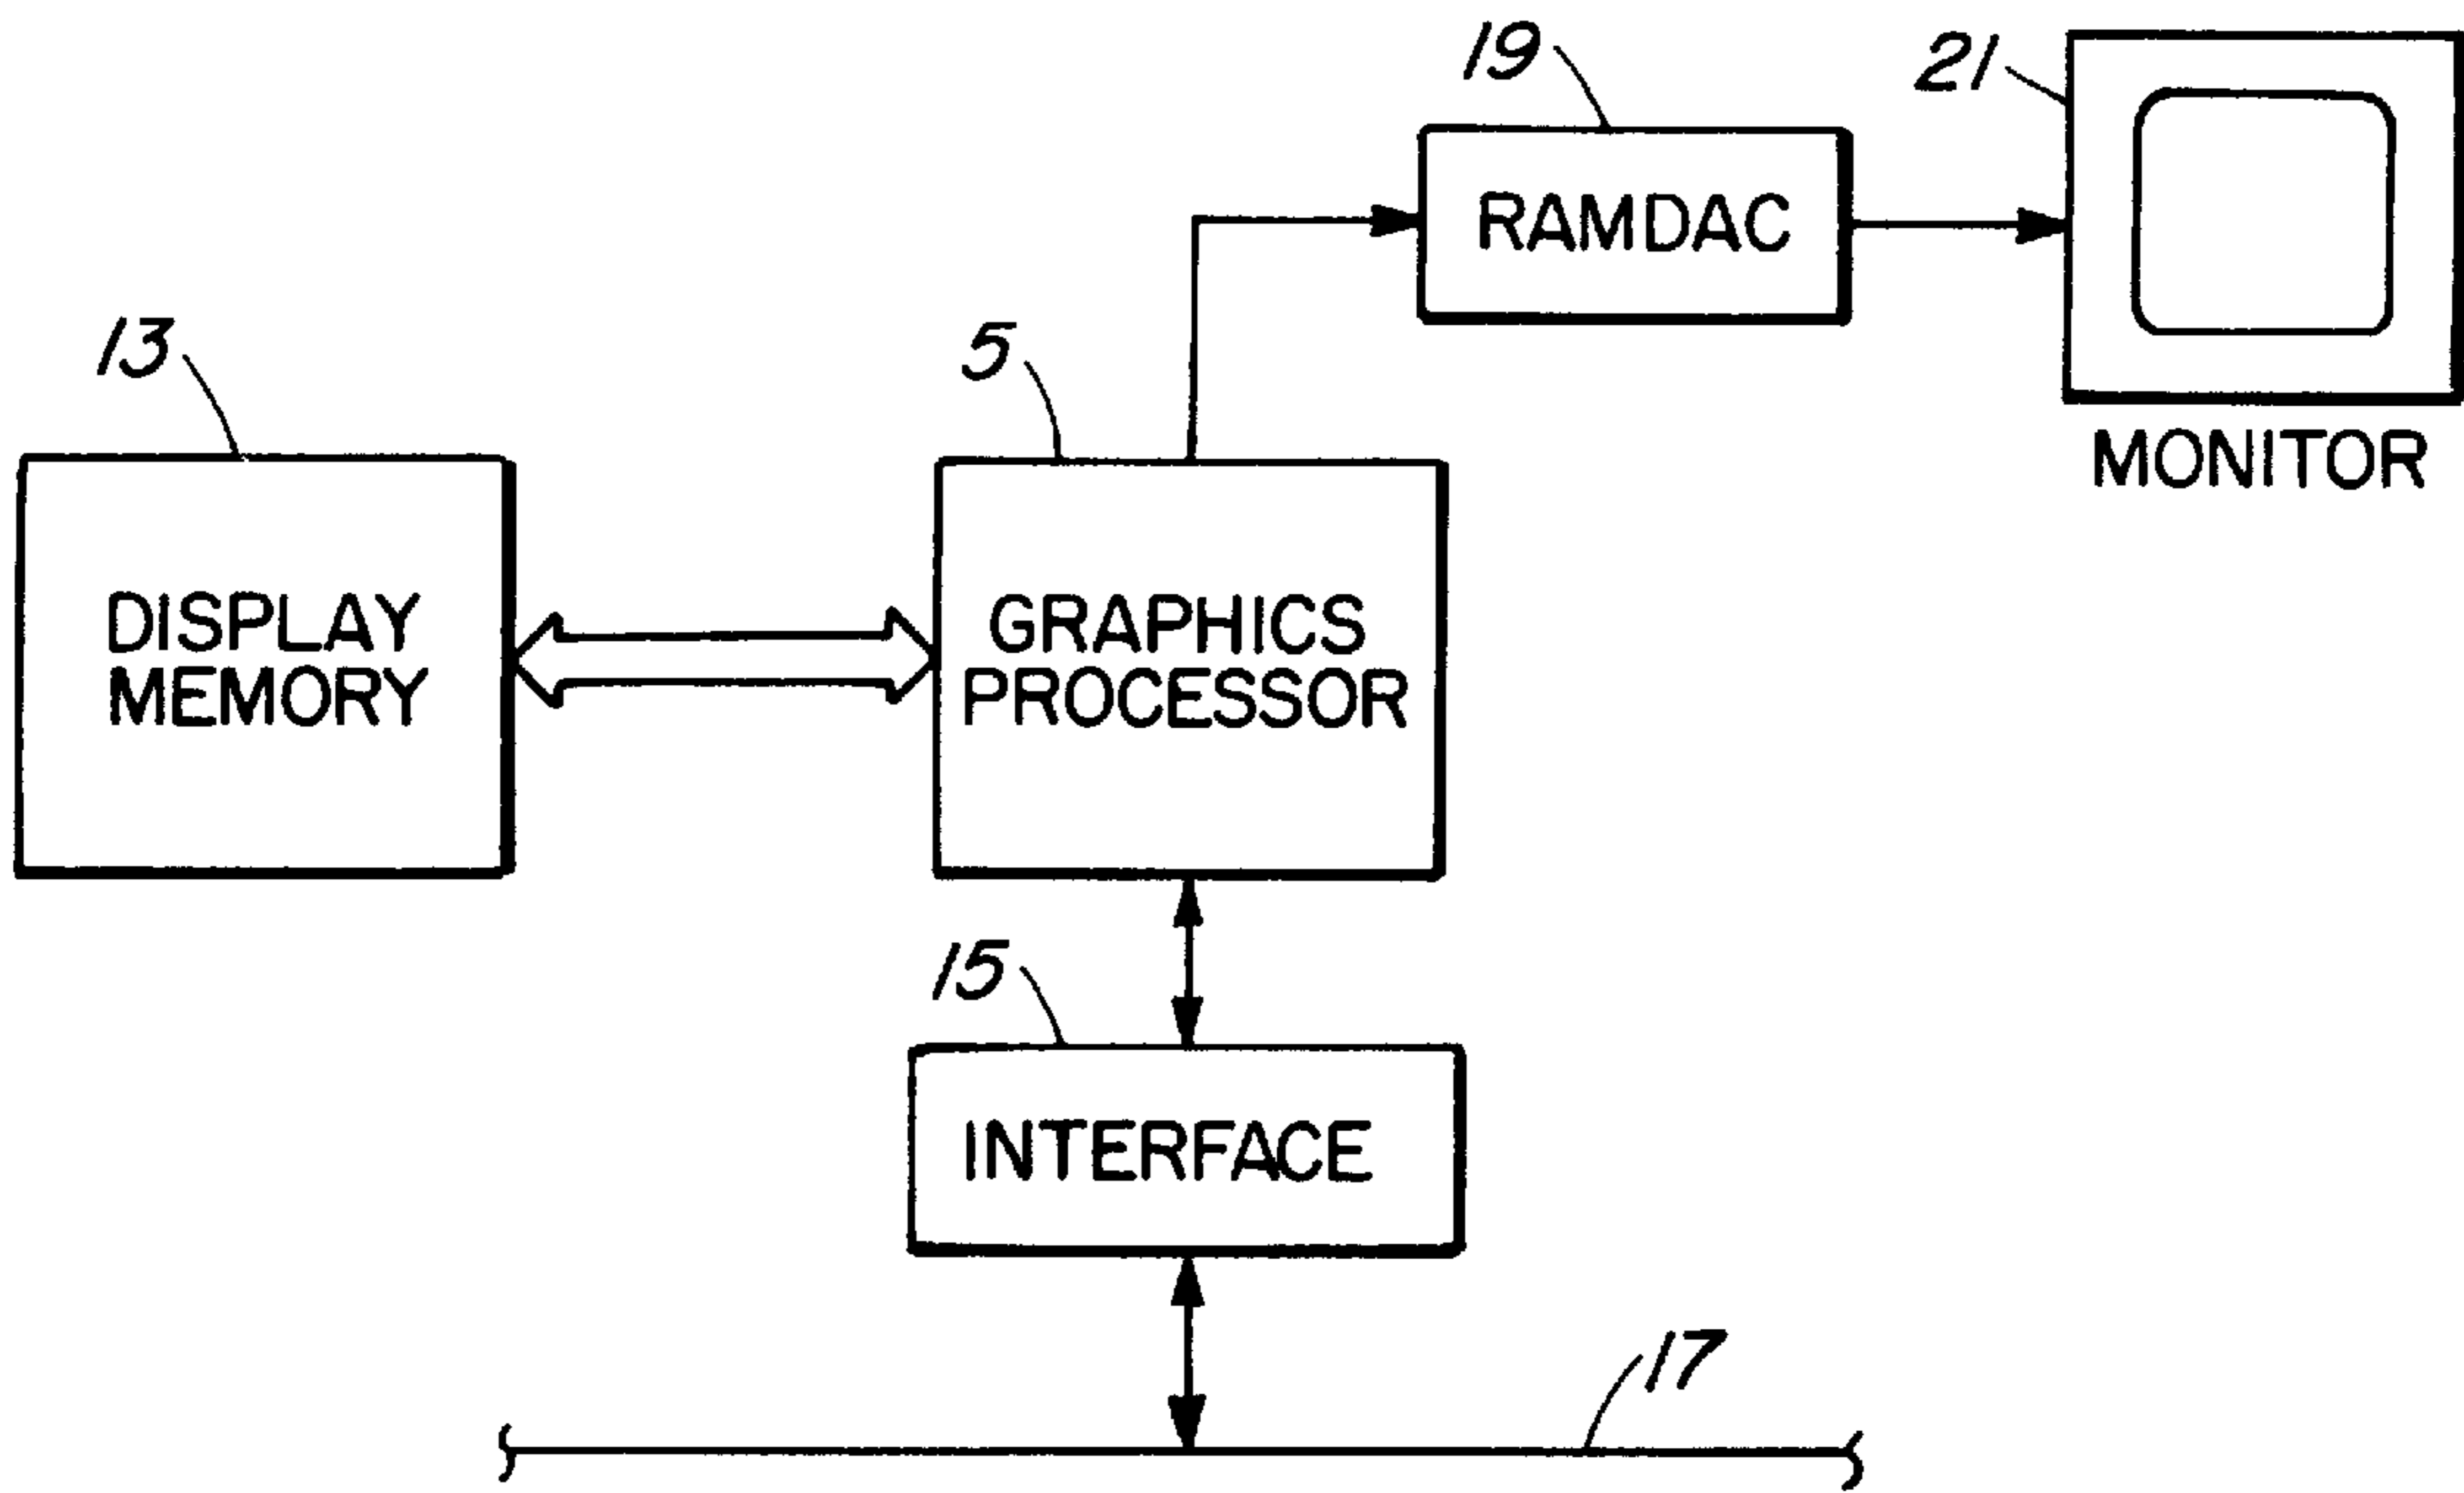 19
21
RAMDAC
13
5
MONITOR
DISPLAY
MEMORY
GRAPHICS
PROCESSOR
15
INTERFACE
17